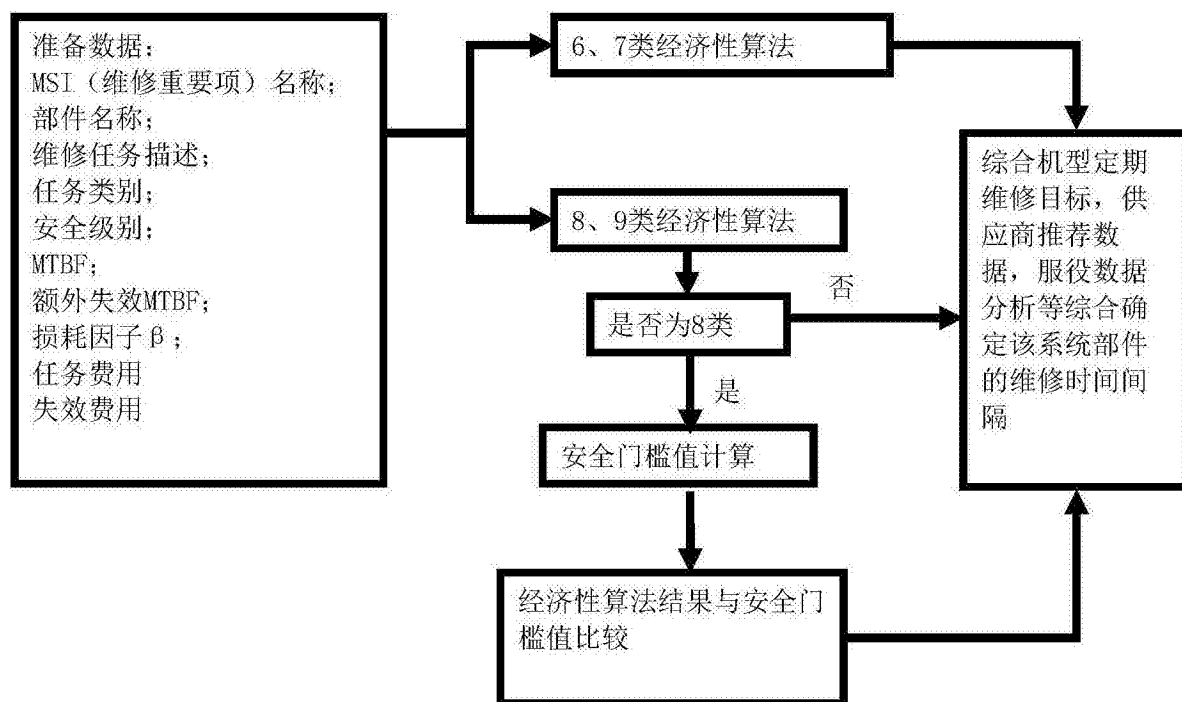 准备数据;
MSI（维修重要项）名称;
部件名称;
维修任务描述;
任务类别;
安全级别;
MTBF;
额外失效MTBF;
损耗因子β;
任务费用
失效费用
6、7类经济性算法
8、9类经济性算法
是否为8类
否
是
安全门槛值计算
经济性算法结果与安全门
槛值比较
综合机型定期
维修目标，供
应商推荐数
据，服役数据
分析等综合确
定该系统部件
的维修时间间
隔